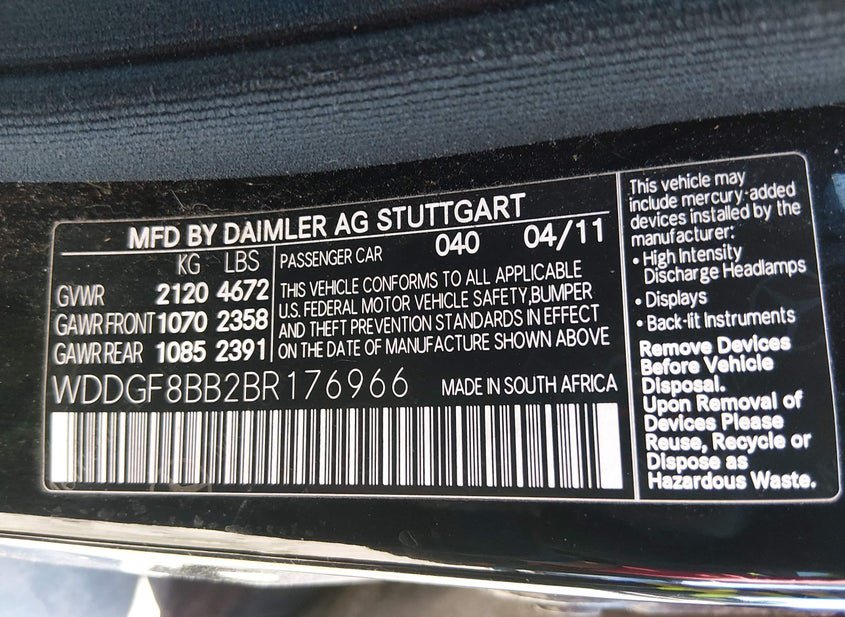 MFD BY DAIMLER AG STUTTGART
KG LBS
GVWR 2120 4672
GAWR FRONT 1070 2358
GAWR REAR 1085 2391
PASSENGER CAR 040 04/11
THIS VEHICLE CONFORMS TO ALL APPLICABLE
U.S. FEDERAL MOTOR VEHICLE SAFETY,BUMPER
AND THEFT PREVENTION STANDARDS IN EFFECT
ON THE DATE OF MANUFACTURE SHOWN ABOVE
WDDGF8BB2BR176966 MADE IN SOUTH AFRICA
This vehicle may
include mercury-added
devices installed by the
manufacturer:
• High Intensity
Discharge Headlamps
• Displays
• Back-lit Instruments
Remove Devices
Before Vehicle
Disposal.
Upon Removal of
Devices Please
Reuse, Recycle or
Dispose as
Hazardous Waste.